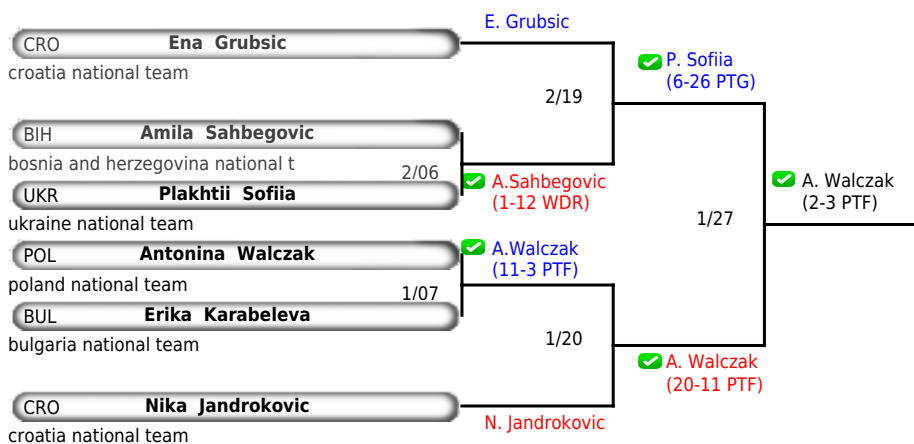 E. Grubsic
CRO Ena Grubsic
croatia national team
P. Sofiia
(6-26 PTG)
2/19
BIH Amila Sahbegovic
bosnia and herzegovina national t
2/06
A.Sahbegovic
(1-12 WDR)
UKR Plakhtii Sofiia
ukraine national team
A. Walczak
(2-3 PTF)
1/27
POL Antonina Walczak
poland national team
A.Walczak
(11-3 PTF)
1/07
BUL Erika Karabeleva
bulgaria national team
1/20
A. Walczak
(20-11 PTF)
CRO Nika Jandrokovic
croatia national team
N. Jandrokovic